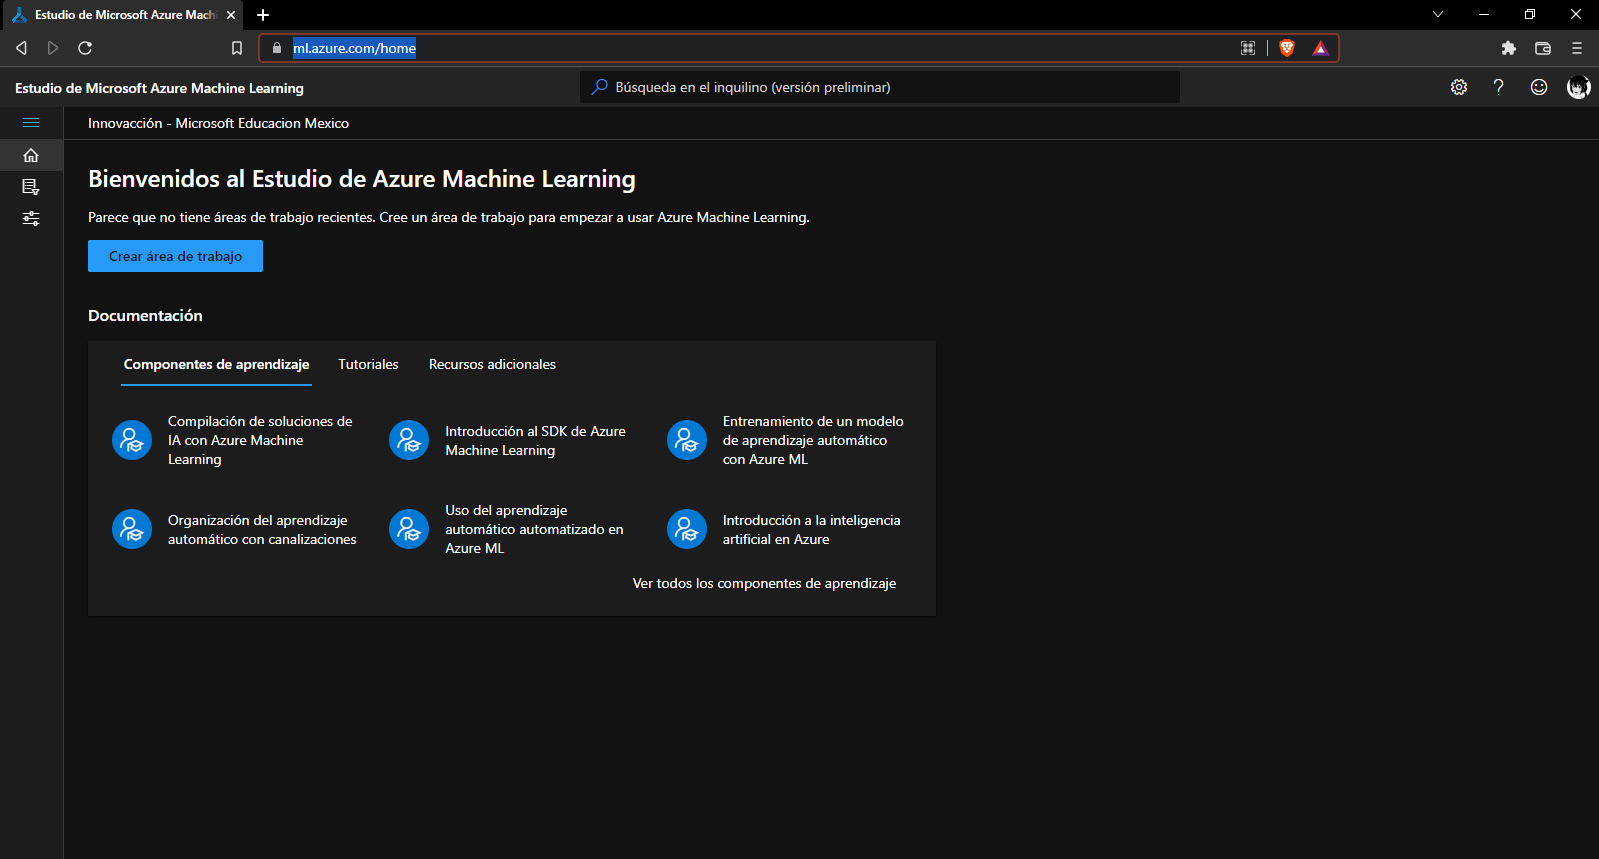 Estudio de Microsoft Azure Machi
ml.azure.com/home
Estudio de Microsoft Azure Machine Learning
Búsqueda en el inquilino (versión preliminar)
Innovacción - Microsoft Educacion Mexico
Bienvenidos al Estudio de Azure Machine Learning
Parece que no tiene áreas de trabajo recientes. Cree un área de trabajo para empezar a usar Azure Machine Learning.
Crear área de trabajo
Documentación
Componentes de aprendizaje
Tutoriales
Recursos adicionales
Compilación de soluciones de
IA con Azure Machine
Learning
Introducción al SDK de Azure
Machine Learning
Entrenamiento de un modelo
de aprendizaje automático
con Azure ML
Organización del aprendizaje
automático con canalizaciones
Uso del aprendizaje
automático automatizado en
Azure ML
Introducción a la inteligencia
artificial en Azure
Ver todos los componentes de aprendizaje